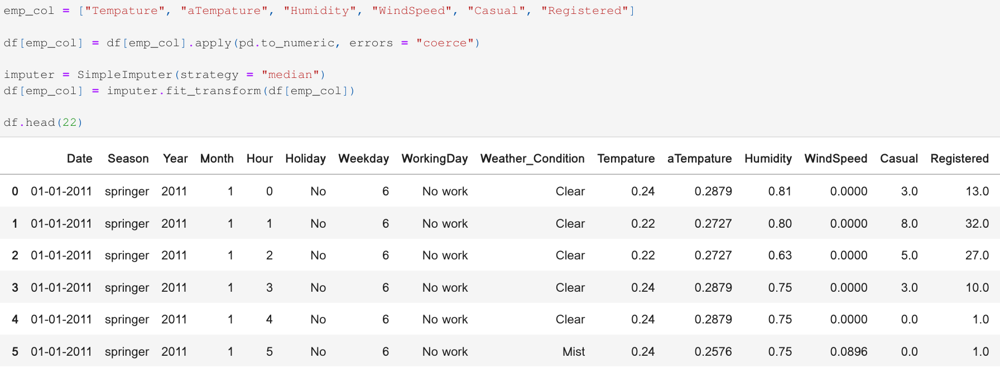 emp_col = ["Tempature", "aTempature", "Humidity", "WindSpeed", "Casual", "Registered"]
df[emp_col] = df[emp_col].apply(pd.to_numeric, errors = "coerce")
imputer = SimpleImputer(strategy = "median")
df[emp_col] = imputer.fit_transform(df[emp_col])
df.head(22)
Date Season Year Month Hour Holiday Weekday WorkingDay Weather_Condition Tempature aTempature Humidity WindSpeed Casual Registered
0 01-01-2011 springer 2011 1 0 No 6 No work Clear 0.24 0.2879 0.81 0.0000 3.0 13.0
1 01-01-2011 springer 2011 1 1 No 6 No work Clear 0.22 0.2727 0.80 0.0000 8.0 32.0
2 01-01-2011 springer 2011 1 2 No 6 No work Clear 0.22 0.2727 0.63 0.0000 5.0 27.0
3 01-01-2011 springer 2011 1 3 No 6 No work Clear 0.24 0.2879 0.75 0.0000 3.0 10.0
4 01-01-2011 springer 2011 1 4 No 6 No work Clear 0.24 0.2879 0.75 0.0000 0.0 1.0
5 01-01-2011 springer 2011 1 5 No 6 No work Mist 0.24 0.2576 0.75 0.0896 0.0 1.0